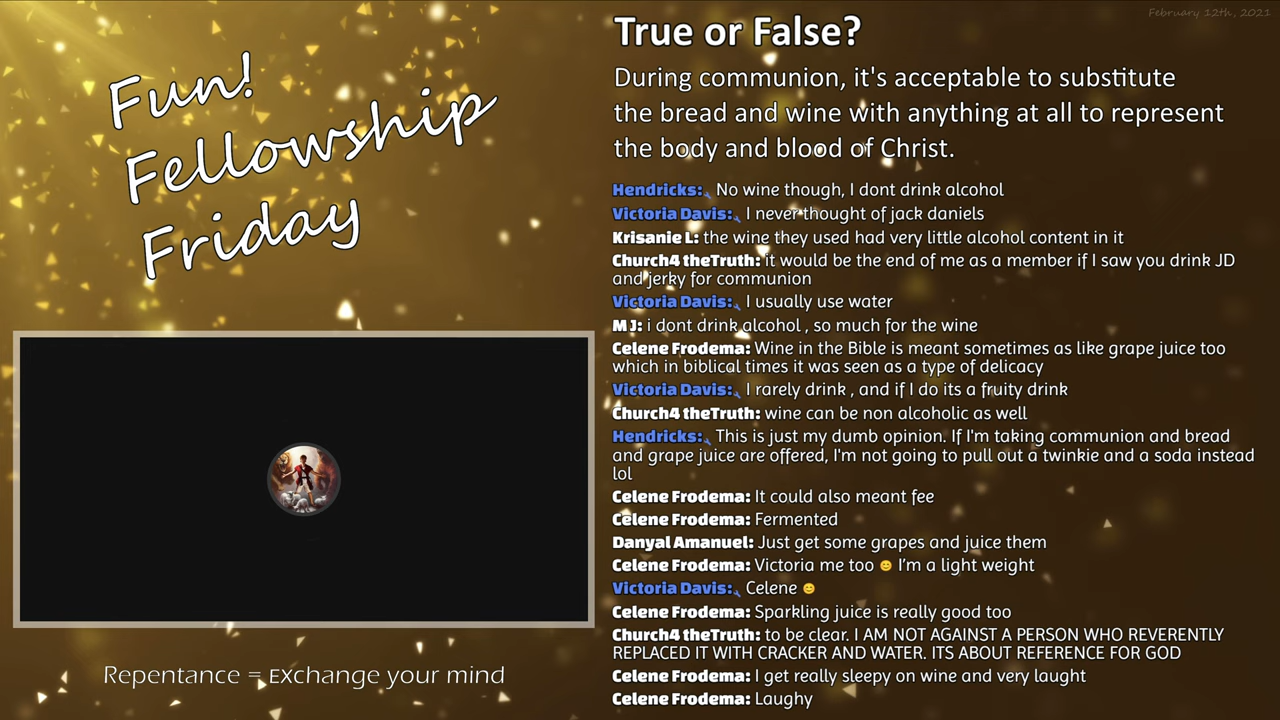 February 12th, 2021
Fun!
Fellowship
Friday
True or False?
During communion, it's acceptable to substitute
the bread and wine with anything at all to represent
the body and blood of Christ.
Hendricks: No wine though, I dont drink alcohol
Victoria Davis: I never thought of jack daniels
Krisanie L: the wine they used had very little alcohol content in it
Church4 theTruth: it would be the end of me as a member if I saw you drink JD
and jerky for communion
Victoria Davis: I usually use water
M J: i dont drink alcohol , so much for the wine
Celene Frodema: Wine in the Bible is meant sometimes as like grape juice too
which in biblical times it was seen as a type of delicacy
Victoria Davis: I rarely drink , and if I do its a fruity drink
Church4 theTruth: wine can be non alcoholic as well
Hendricks: This is just my dumb opinion. If I'm taking communion and bread
and grape juice are offered, I'm not going to pull out a twinkie and a soda instead
lol
Celene Frodema: It could also meant fee
Celene Frodema: Fermented
Danyal Amanuel: Just get some grapes and juice them
Celene Frodema: Victoria me too 😊 I'm a light weight
Victoria Davis: Celene 😊
Celene Frodema: Sparkling juice is really good too
Church4 theTruth: to be clear. I AM NOT AGAINST A PERSON WHO REVERENTLY
REPLACED IT WITH CRACKER AND WATER. ITS ABOUT REFERENCE FOR GOD
Celene Frodema: I get really sleepy on wine and very laught
Celene Frodema: Laughy
Repentance = EXchange your mind